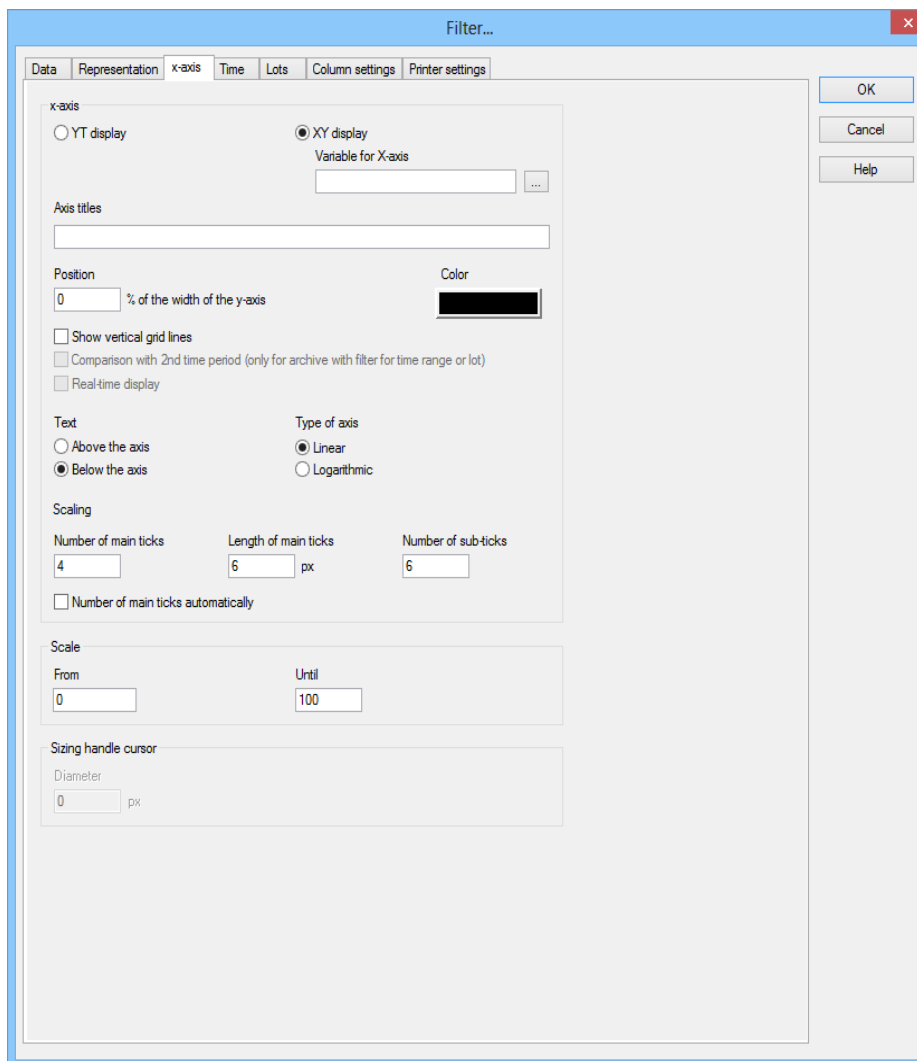 Filter...
Data Representation x-axis Time Lots Column settings Printer settings
OK
Cancel
Help
x-axis
YT display XY display
Variable for X-axis
...
Axis titles
Position Color
0 % of the width of the y-axis
Show vertical grid lines
Comparison with 2nd time period (only for archive with filter for time range or lot)
Real-time display
Text Type of axis
Above the axis Linear
Below the axis Logarithmic
Scaling
Number of main ticks Length of main ticks Number of sub-ticks
4 6 px 6
Number of main ticks automatically
Scale
From Until
0 100
Sizing handle cursor
Diameter
0 px